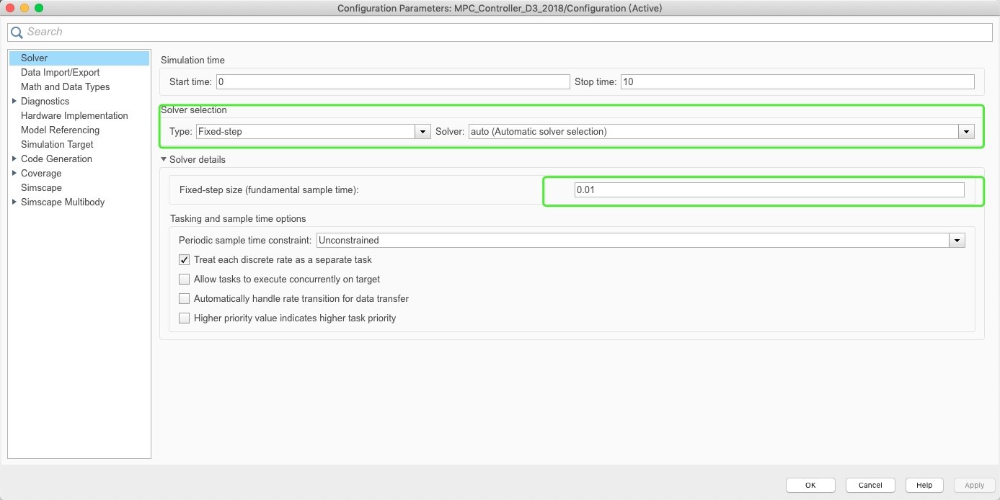 Configuration Parameters: MPC_Controller_D3_2018/Configuration (Active)
Search
Solver
Data Import/Export
Math and Data Types
Diagnostics
Hardware Implementation
Model Referencing
Simulation Target
Code Generation
Coverage
Simscape
Simscape Multibody
Simulation time
Start time: 0 Stop time: 10
Solver selection
Type: Fixed-step Solver: auto (Automatic solver selection)
Solver details
Fixed-step size (fundamental sample time): 0.01
Tasking and sample time options
Periodic sample time constraint: Unconstrained
Treat each discrete rate as a separate task
Allow tasks to execute concurrently on target
Automatically handle rate transition for data transfer
Higher priority value indicates higher task priority
OK Cancel Help Apply